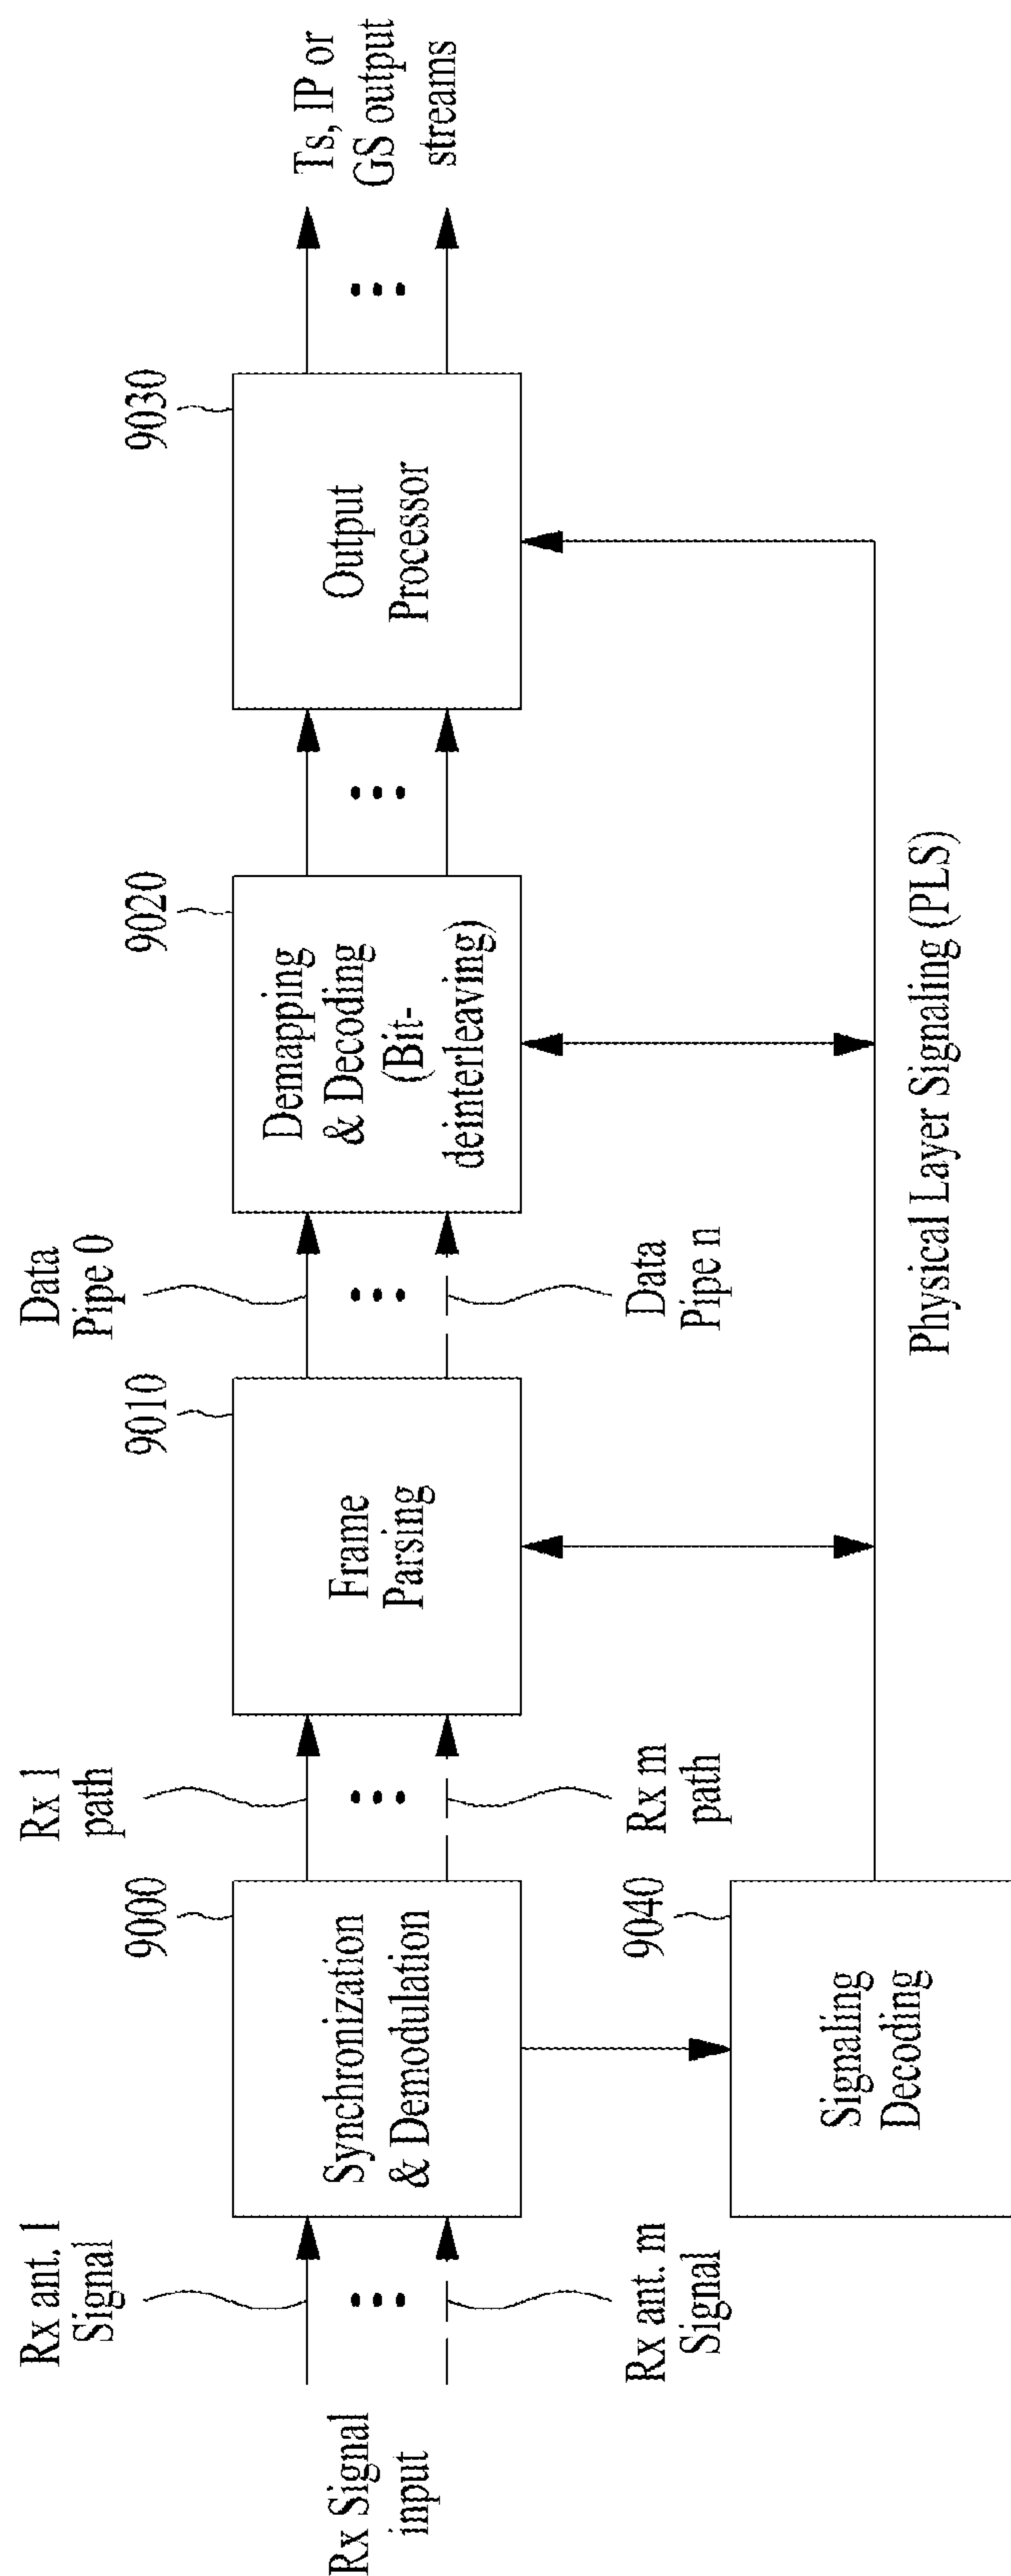 Rx Signal
input
Rx ant. 1
Signal
Rx ant. m
Signal
9000
Synchronization
& Demodulation
Rx 1
path
Rx m
path
9040
Signaling
Decoding
9010
Frame
Parsing
Data
Pipe 0
Data
Pipe n
9020
Demapping
& Decoding
(Bit-
deinterleaving)
Physical Layer Signaling (PLS)
9030
Output
Processor
Ts, IP or
GS output
streams